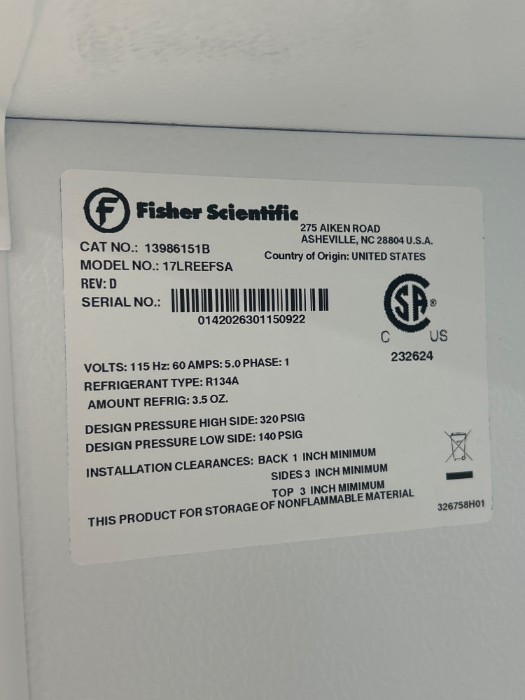 Fisher Scientific
275 AIKEN ROAD
ASHEVILLE, NC 28804 U.S.A.
CAT NO.: 13986151B
Country of Origin: UNITED STATES
MODEL NO.: 17LREEFSA
REV: D
SERIAL NO.:
0142026301150922
SA ®
C US
232624
VOLTS: 115 Hz: 60 AMPS: 5.0 PHASE: 1
REFRIGERANT TYPE: R134A
AMOUNT REFRIG: 3.5 OZ.
DESIGN PRESSURE HIGH SIDE: 320 PSIG
DESIGN PRESSURE LOW SIDE: 140 PSIG
INSTALLATION CLEARANCES: BACK 1 INCH MINIMUM
SIDES 3 INCH MINIMUM
TOP 3 INCH MIMIMUM
THIS PRODUCT FOR STORAGE OF NONFLAMMABLE MATERIAL
326758H01